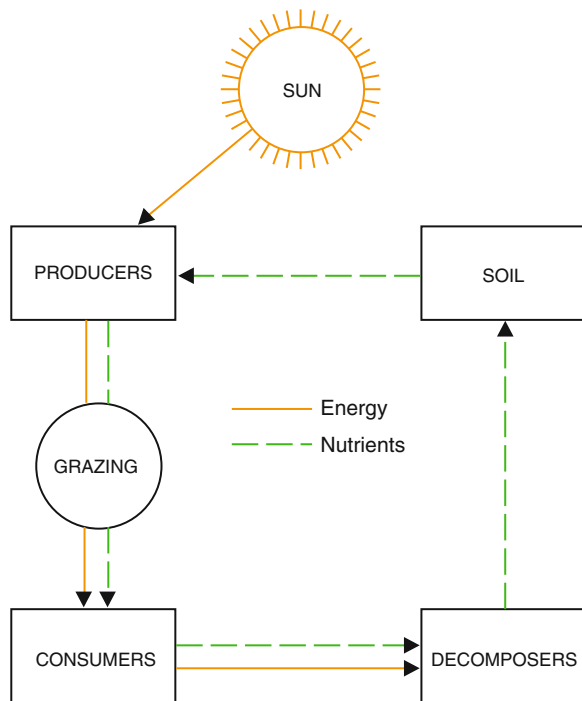 SUN
PRODUCERS
SOIL
Energy
Nutrients
GRAZING
CONSUMERS
DECOMPOSERS